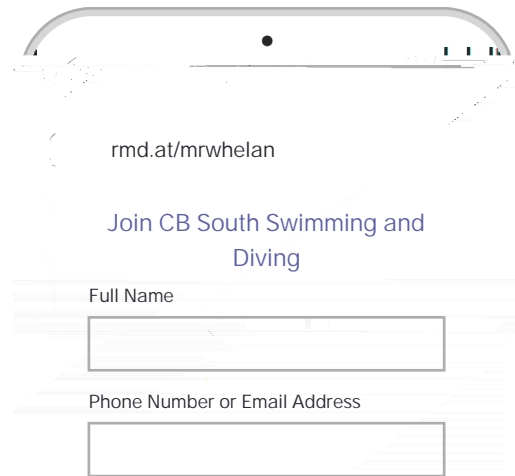 rmd.at/mrwhelan
Join CB South Swimming and
Diving
Full Name
Phone Number or Email Address